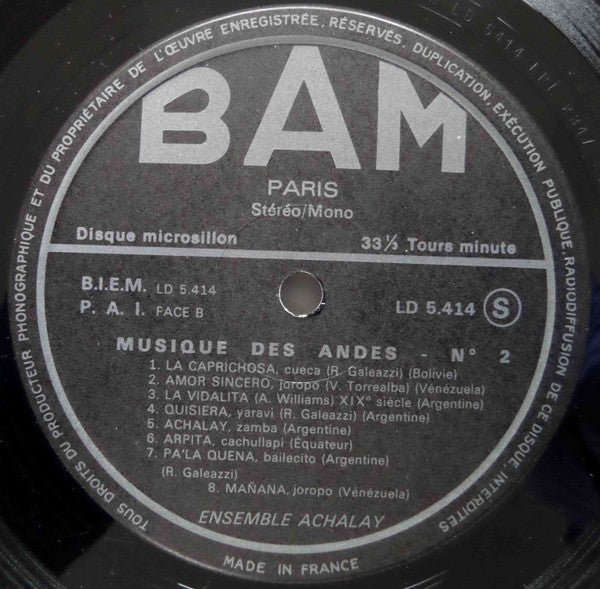 TOUS DROITS DU PRODUCTEUR PHONOGRAPHIQUE ET DU PROPRIÉTAIRE DE L'ŒUVRE ENREGISTRÉE, RÉSERVÉS, DUPLICATION, EXÉCUTION PUBLIQUE, RADIODIFFUSION DE CE DISQUE, INTERDITES
BAM
PARIS
Stéréo/Mono
Disque microsillon 33⅓ Tours minute
B.I.E.M. LD 5.414
P. A. I. FACE B
LD 5.414 S
MUSIQUE DES ANDES - N° 2
1. LA CAPRICHOSA, cueca (R. Galeazzi) (Bolivie)
2. AMOR SINCERO, joropo (V. Torrealba) (Vénézuela)
3. LA VIDALITA (A. Williams) XIX° siècle (Argentine)
4. QUISIERA, yaravi (R. Galeazzi) (Argentine)
5. ACHALAY, zamba (Argentine)
6. ARPITA, cachullapi (Équateur)
7. PA'LA QUENA, bailecito (Argentine)
(R. Galeazzi)
8. MAÑANA, joropo (Vénézuela)
ENSEMBLE ACHALAY
MADE IN FRANCE